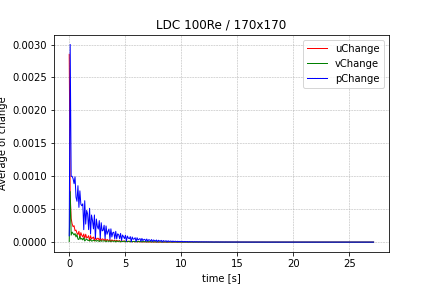 LDC 100Re / 170x170
uChange
vChange
pChange
0.0030
0.0025
0.0020
0.0015
0.0010
0.0005
0.0000
Average of change
0
5
10
15
20
25
time [s]